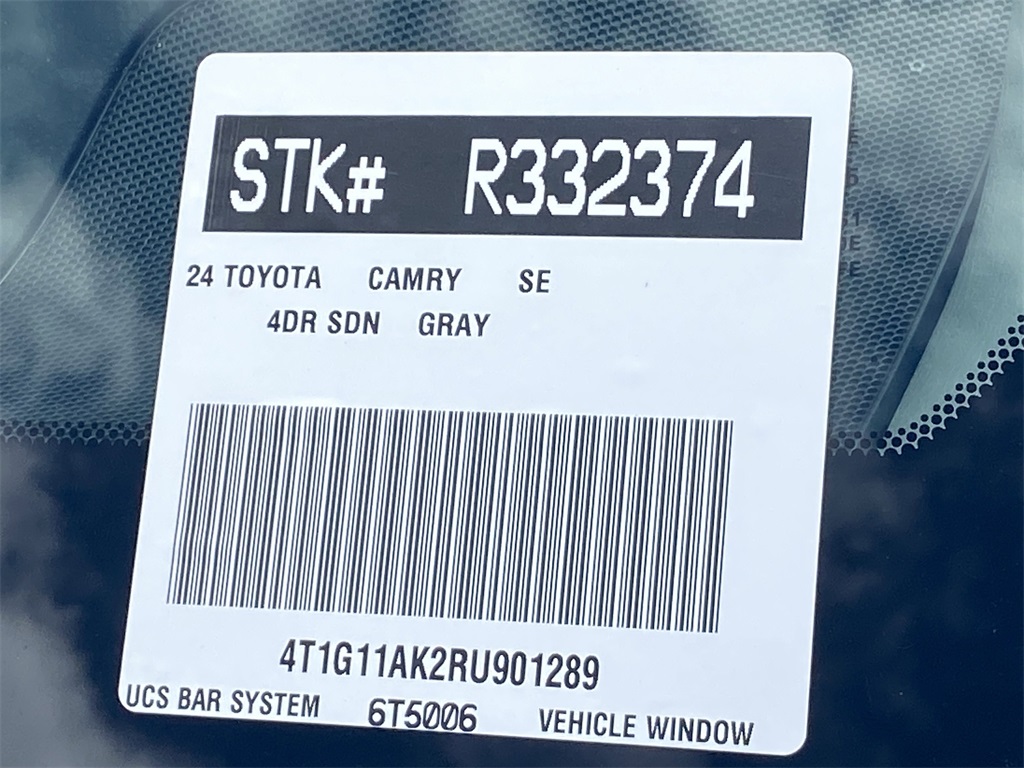 STK# R332374
24 TOYOTA CAMRY SE
4DR SDN GRAY
4T1G11AK2RU901289
UCS BAR SYSTEM 6T5006 VEHICLE WINDOW